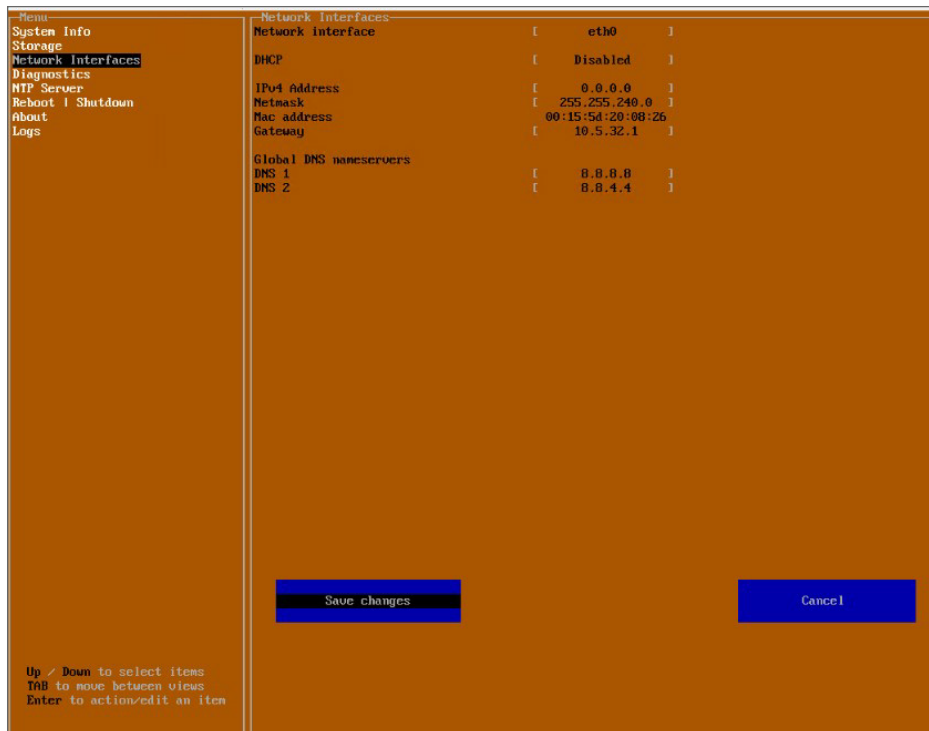 Menu
System Info
Storage
Network Interfaces
Diagnostics
NTP Server
Reboot | Shutdown
About
Logs
Up / Down to select items
TAB to move between views
Enter to action/edit an item
Network Interfaces
Network interface [ eth0 ]
DHCP [ Disabled ]
IPv4 Address [ 0.0.0.0 ]
Netmask [ 255.255.240.0 ]
Mac address 00:15:5d:20:08:26
Gateway [ 10.5.32.1 ]
Global DNS nameservers
DNS 1 [ 8.8.8.8 ]
DNS 2 [ 8.8.4.4 ]
Save changes
Cancel